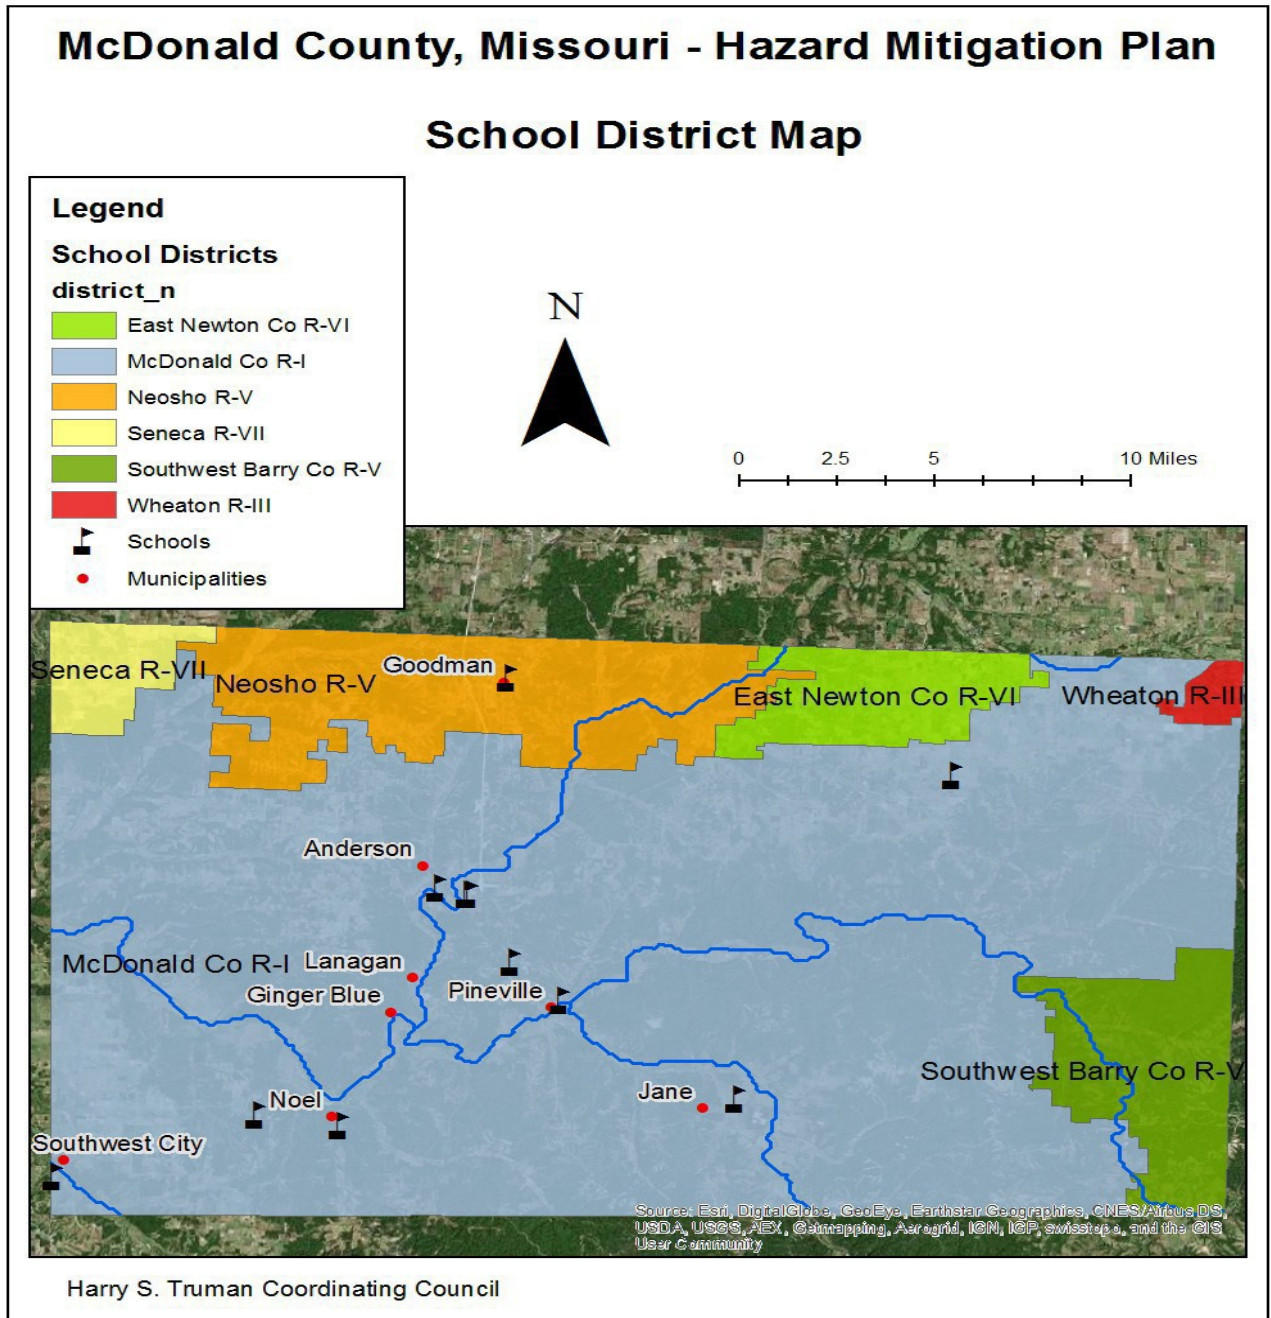 McDonald County, Missouri - Hazard Mitigation Plan
School District Map
Legend
School Districts
district_n
East Newton Co R-VI
McDonald Co R-I
Neosho R-V
Seneca R-VII
Southwest Barry Co R-V
Wheaton R-III
Schools
Municipalities
N
0 2.5 5 10 Miles
Seneca R-VII
Neosho R-V
Goodman
East Newton Co R-VI
Wheaton R-III
Anderson
McDonald Co R-I
Lanagan
Ginger Blue
Pineville
Southwest Barry Co R-V
Jane
Noel
Southwest City
Source: Esri, DigitalGlobe, GeoEye, Earthstar Geographics, CNES/Airbus DS,
USDA, USGS, AEX, Getmapping, Aerogrid, IGN, IGP, swisstopo, and the GIS
User Community
Harry S. Truman Coordinating Council